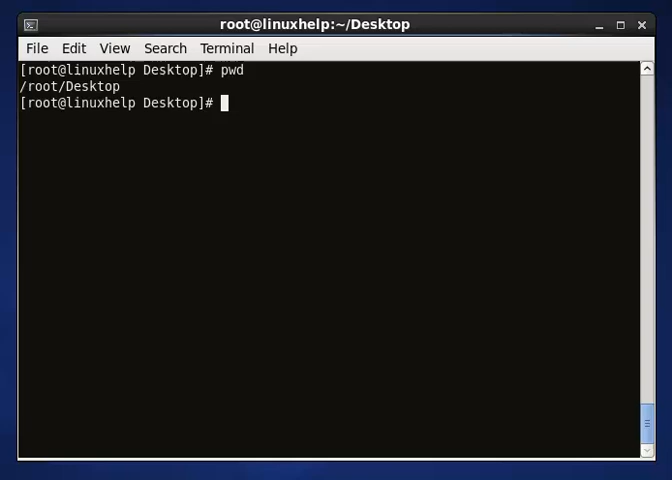 root@linuxhelp:~/Desktop
File Edit View Search Terminal Help
[root@linuxhelp Desktop]# pwd
/root/Desktop
[root@linuxhelp Desktop]#